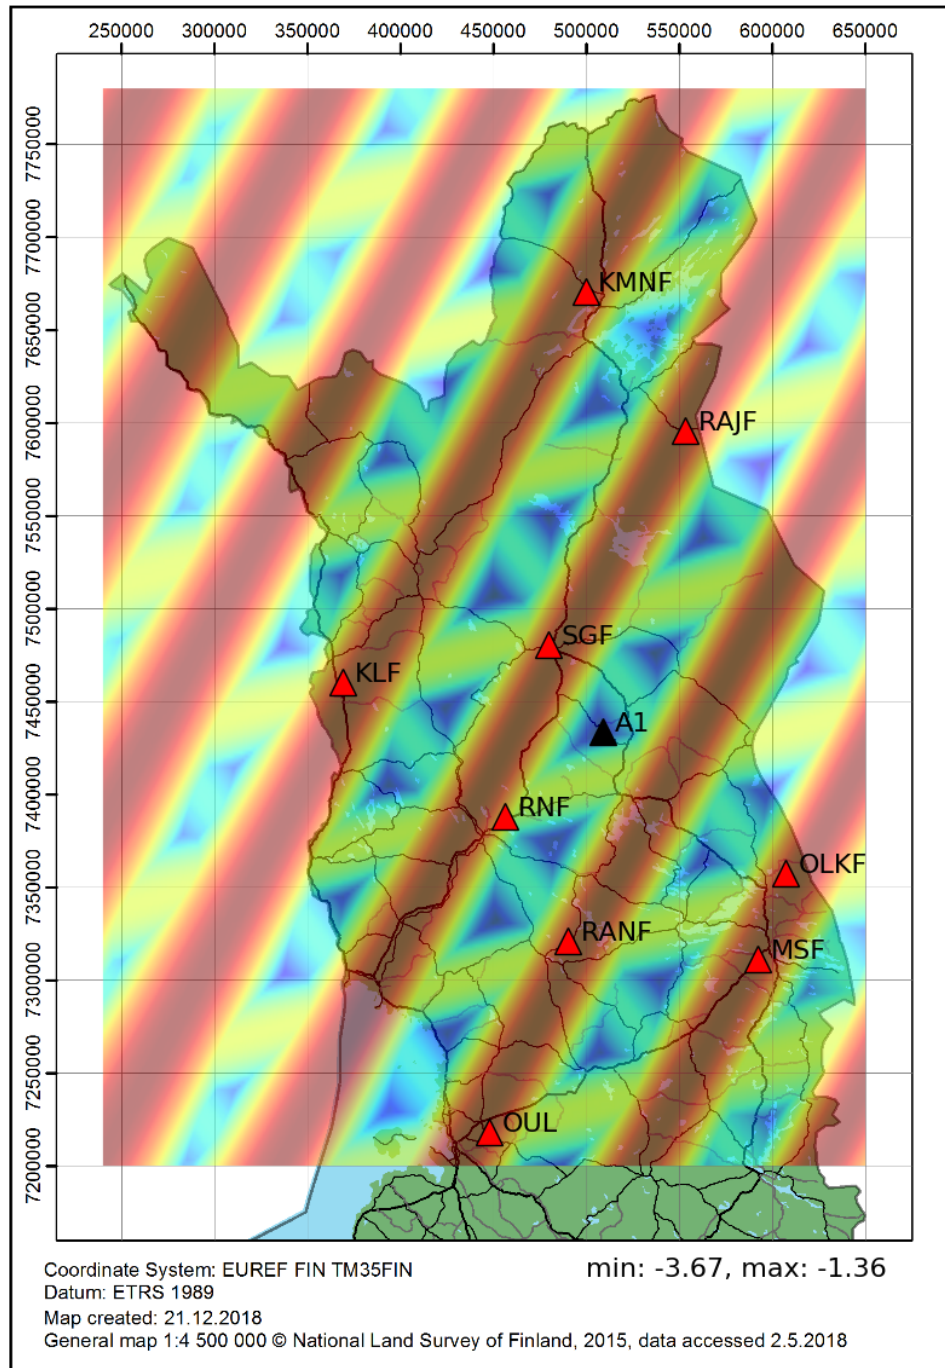 250000 300000 350000 400000 450000 500000 550000 600000 650000
7750000
7700000
7650000
7600000
7550000
7500000
7450000
7400000
7350000
7300000
7250000
7200000
KMNF
RAJF
SGF
KLF
A1
RNF
OLKF
RANF
MSF
OUL
min: -3.67, max: -1.36
Coordinate System: EUREF FIN TM35FIN
Datum: ETRS 1989
Map created: 21.12.2018
General map 1:4 500 000 © National Land Survey of Finland, 2015, data accessed 2.5.2018